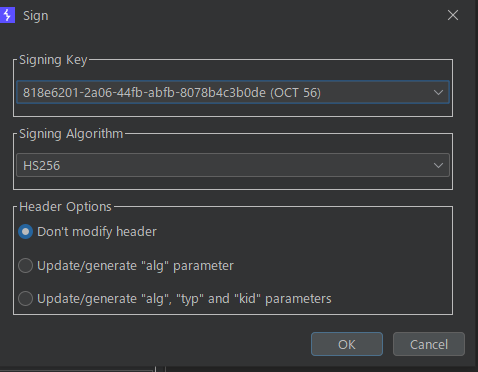 Sign
Signing Key
818e6201-2a06-44fb-abfb-8078b4c3b0de (OCT 56)
Signing Algorithm
HS256
Header Options
Don't modify header
Update/generate "alg" parameter
Update/generate "alg", "typ" and "kid" parameters
OK
Cancel